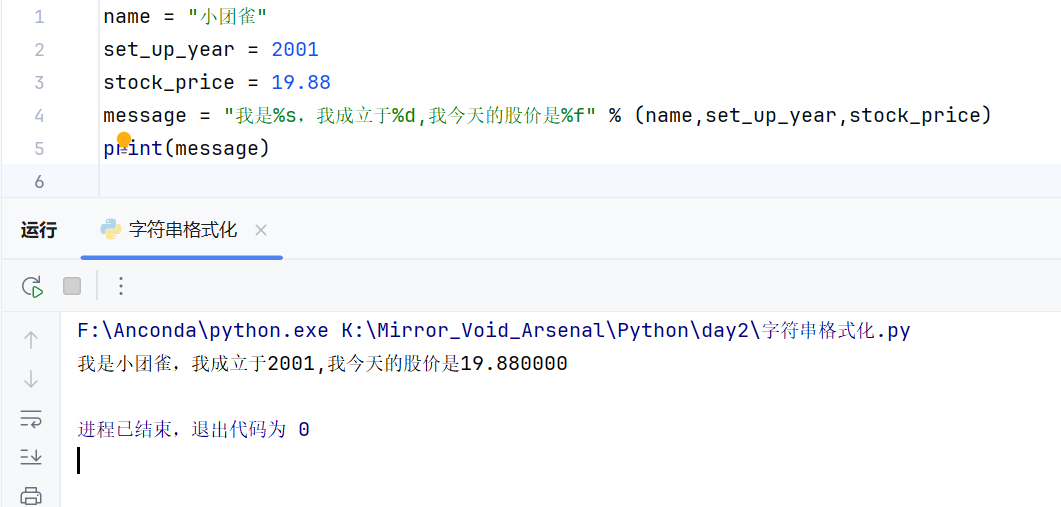 1 name = "小团雀"
2 set_up_year = 2001
3 stock_price = 19.88
4 message = "我是%s，我成立于%d,我今天的股价是%f" % (name,set_up_year,stock_price)
5 print(message)
6
运行 字符串格式化
F:\Anconda\python.exe K:\Mirror_Void_Arsenal\Python\day2\字符串格式化.py
我是小团雀，我成立于2001,我今天的股价是19.880000
进程已结束，退出代码为 0